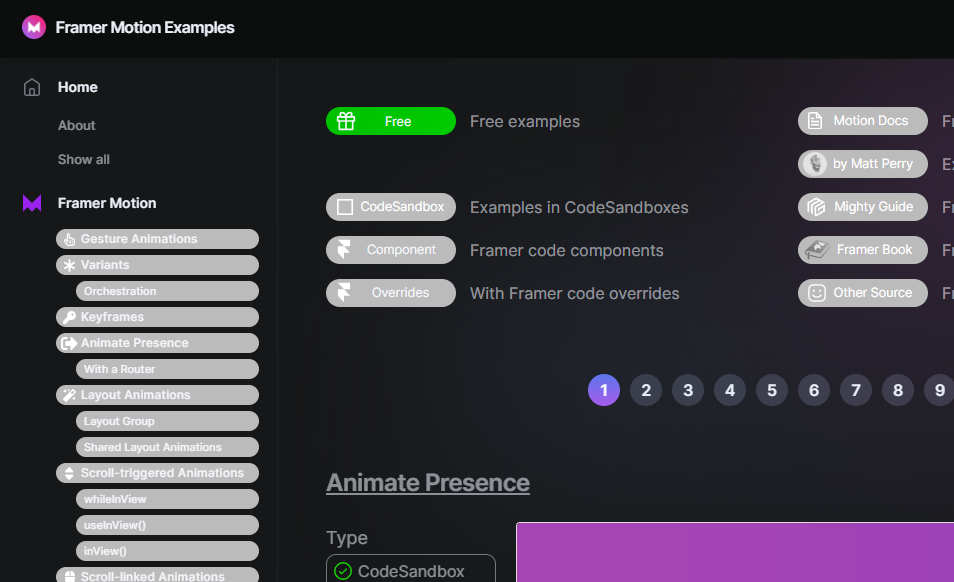 Framer Motion Examples
Home
About
Show all
Framer Motion
Gesture Animations
Variants
Orchestration
Keyframes
Animate Presence
With a Router
Layout Animations
Layout Group
Shared Layout Animations
Scroll-triggered Animations
whileInView
useInView()
inView()
Scroll-linked Animations
Free Free examples
CodeSandbox Examples in CodeSandboxes
Component Framer code components
Overrides With Framer code overrides
Motion Docs
by Matt Perry
Mighty Guide
Framer Book
Other Source
1 2 3 4 5 6 7 8 9
Animate Presence
Type
CodeSandbox